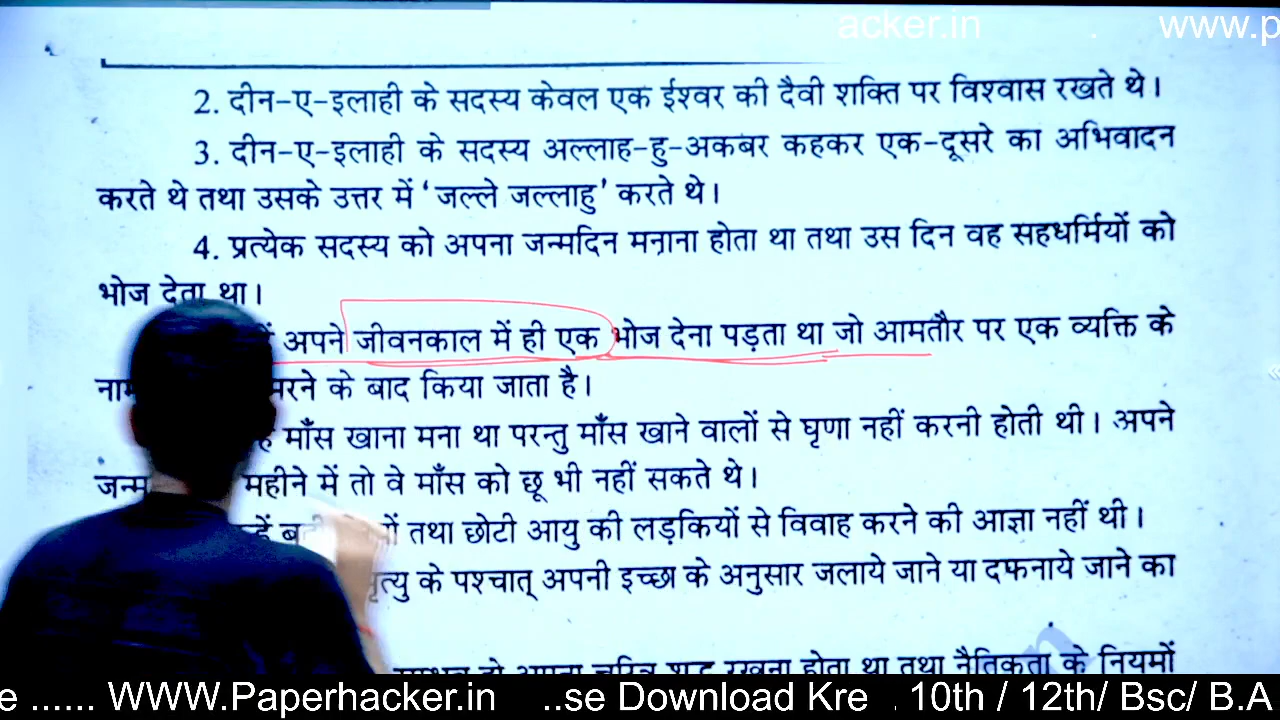 acker.in . www.p
2. दीन-ए-इलाही के सदस्य केवल एक ईश्वर की दैवी शक्ति पर विश्वास रखते थे।
3. दीन-ए-इलाही के सदस्य अल्लाह-हु-अकबर कहकर एक-दूसरे का अभिवादन
करते थे तथा उसके उत्तर में ‘जल्ले जल्लाहु’ करते थे।
4. प्रत्येक सदस्य को अपना जन्मदिन मनाना होता था तथा उस दिन वह सहधर्मियों को
भोज देता था।
अपने जीवनकाल में ही एक भोज देना पड़ता था जो आमतौर पर एक व्यक्ति के
मरने के बाद किया जाता है।
माँस खाना मना था परन्तु माँस खाने वालों से घृणा नहीं करनी होती थी। अपने
जन्म महीने में तो वे माँस को छू भी नहीं सकते थे।
तथा छोटी आयु की लड़कियों से विवाह करने की आज्ञा नहीं थी।
के पश्चात् अपनी इच्छा के अनुसार जलाये जाने या दफनाये जाने का
अपना चरित्र शुद्ध रखना होता था तथा नैतिकता के नियमों
e ...... WWW.Paperhacker.in ..se Download Kre . 10th / 12th/ Bsc/ B.A